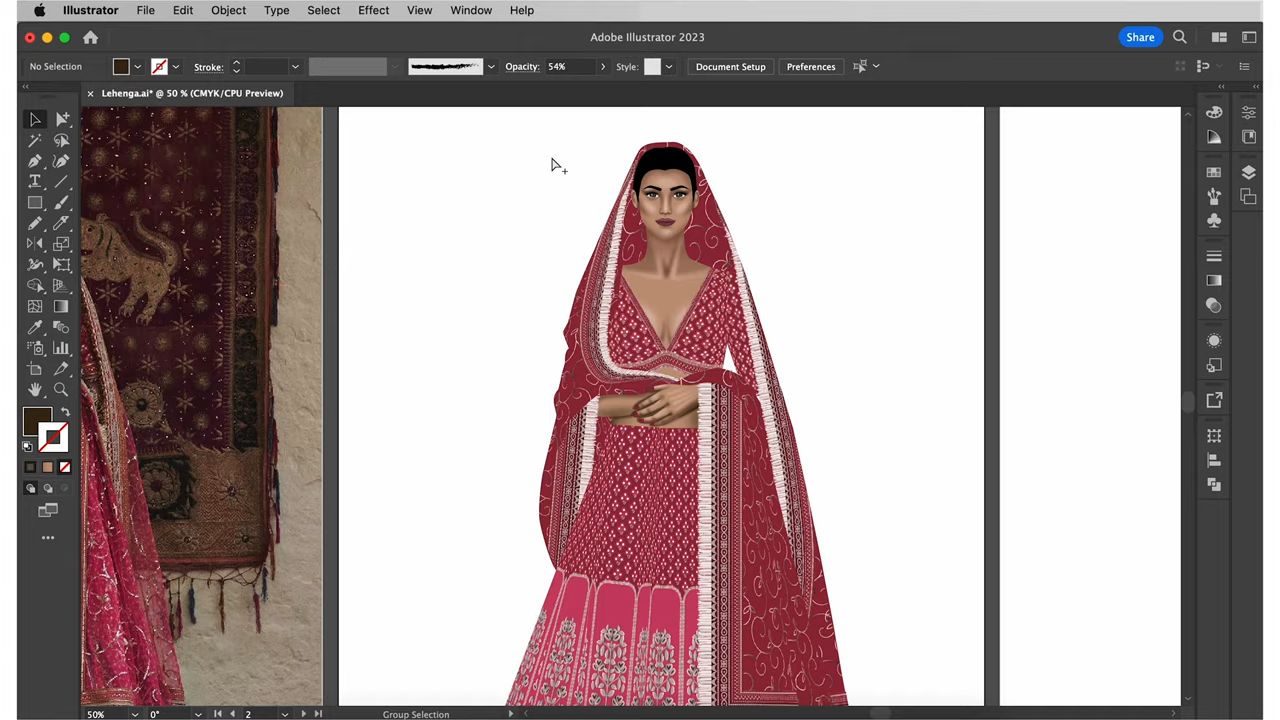 Illustrator File Edit Object Type Select Effect View Window Help
Adobe Illustrator 2023
Share
No Selection Stroke: Opacity: 54% Style: Document Setup Preferences
× Lehenga.ai* @ 50 % (CMYK/CPU Preview)
50% 0° 2 Group Selection